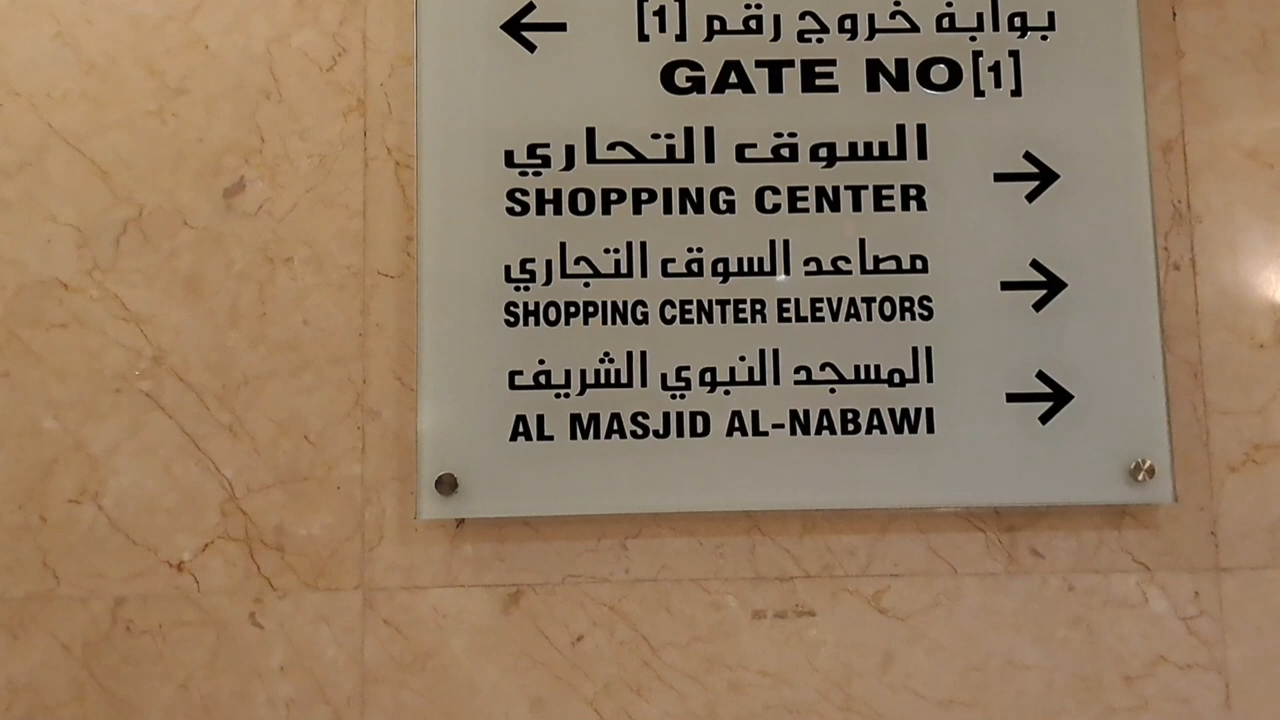 بوابة خروج رقم [1]
GATE NO[1]
السوق التحاري
SHOPPING CENTER
مصاعد السوق التجاري
SHOPPING CENTER ELEVATORS
المسجد النبوي الشريف
AL MASJID AL-NABAWI